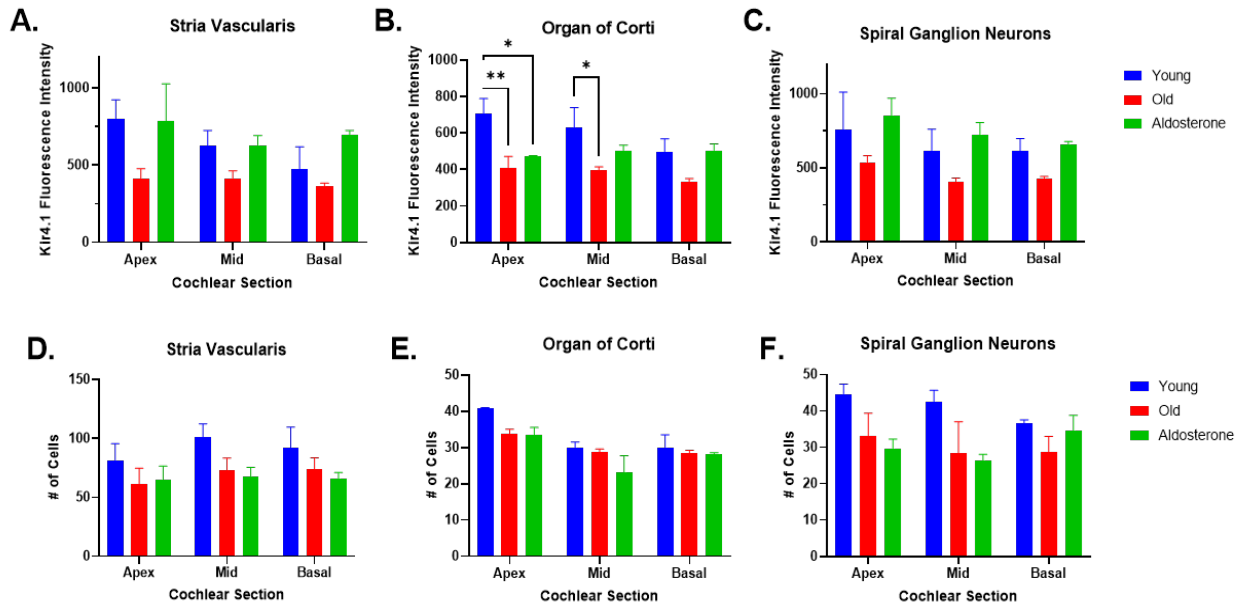 A.
Stria Vascularis
Kir4.1 Fluorescence Intensity
1000
500
0
Apex Mid Basal
Cochlear Section
B.
Organ of Corti
Kir4.1 Fluorescence Intensity
1000
800
600
400
200
0
*
**
*
Apex Mid Basal
Cochlear Section
C.
Spiral Ganglion Neurons
Kir4.1 Fluorescence Intensity
1000
500
0
Apex Mid Basal
Cochlear Section
Young
Old
Aldosterone
D.
Stria Vascularis
# of Cells
150
100
50
0
Apex Mid Basal
Cochlear Section
E.
Organ of Corti
# of Cells
50
40
30
20
10
0
Apex Mid Basal
Cochlear Section
F.
Spiral Ganglion Neurons
# of Cells
50
40
30
20
10
0
Apex Mid Basal
Cochlear Section
Young
Old
Aldosterone